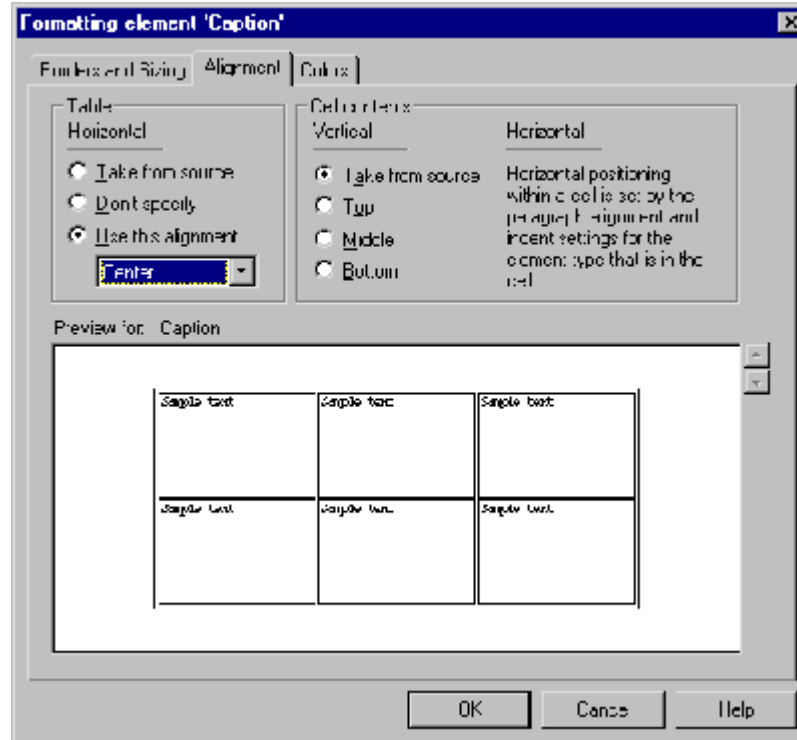 Formatting element 'Caption'
Borders and Sizing Alignment Colors
Table
Horizontal
Take from source
Don't specify
Use this alignment
Center
Cell contents
Vertical
Take from source
Top
Middle
Bottom
Horizontal
Horizontal positioning
within a cell is set by the
paragraph alignment and
indent settings for the
element type that is in the
cell
Preview for: Caption
Sample text Sample text Sample text
Sample text Sample text Sample text
OK Cancel Help